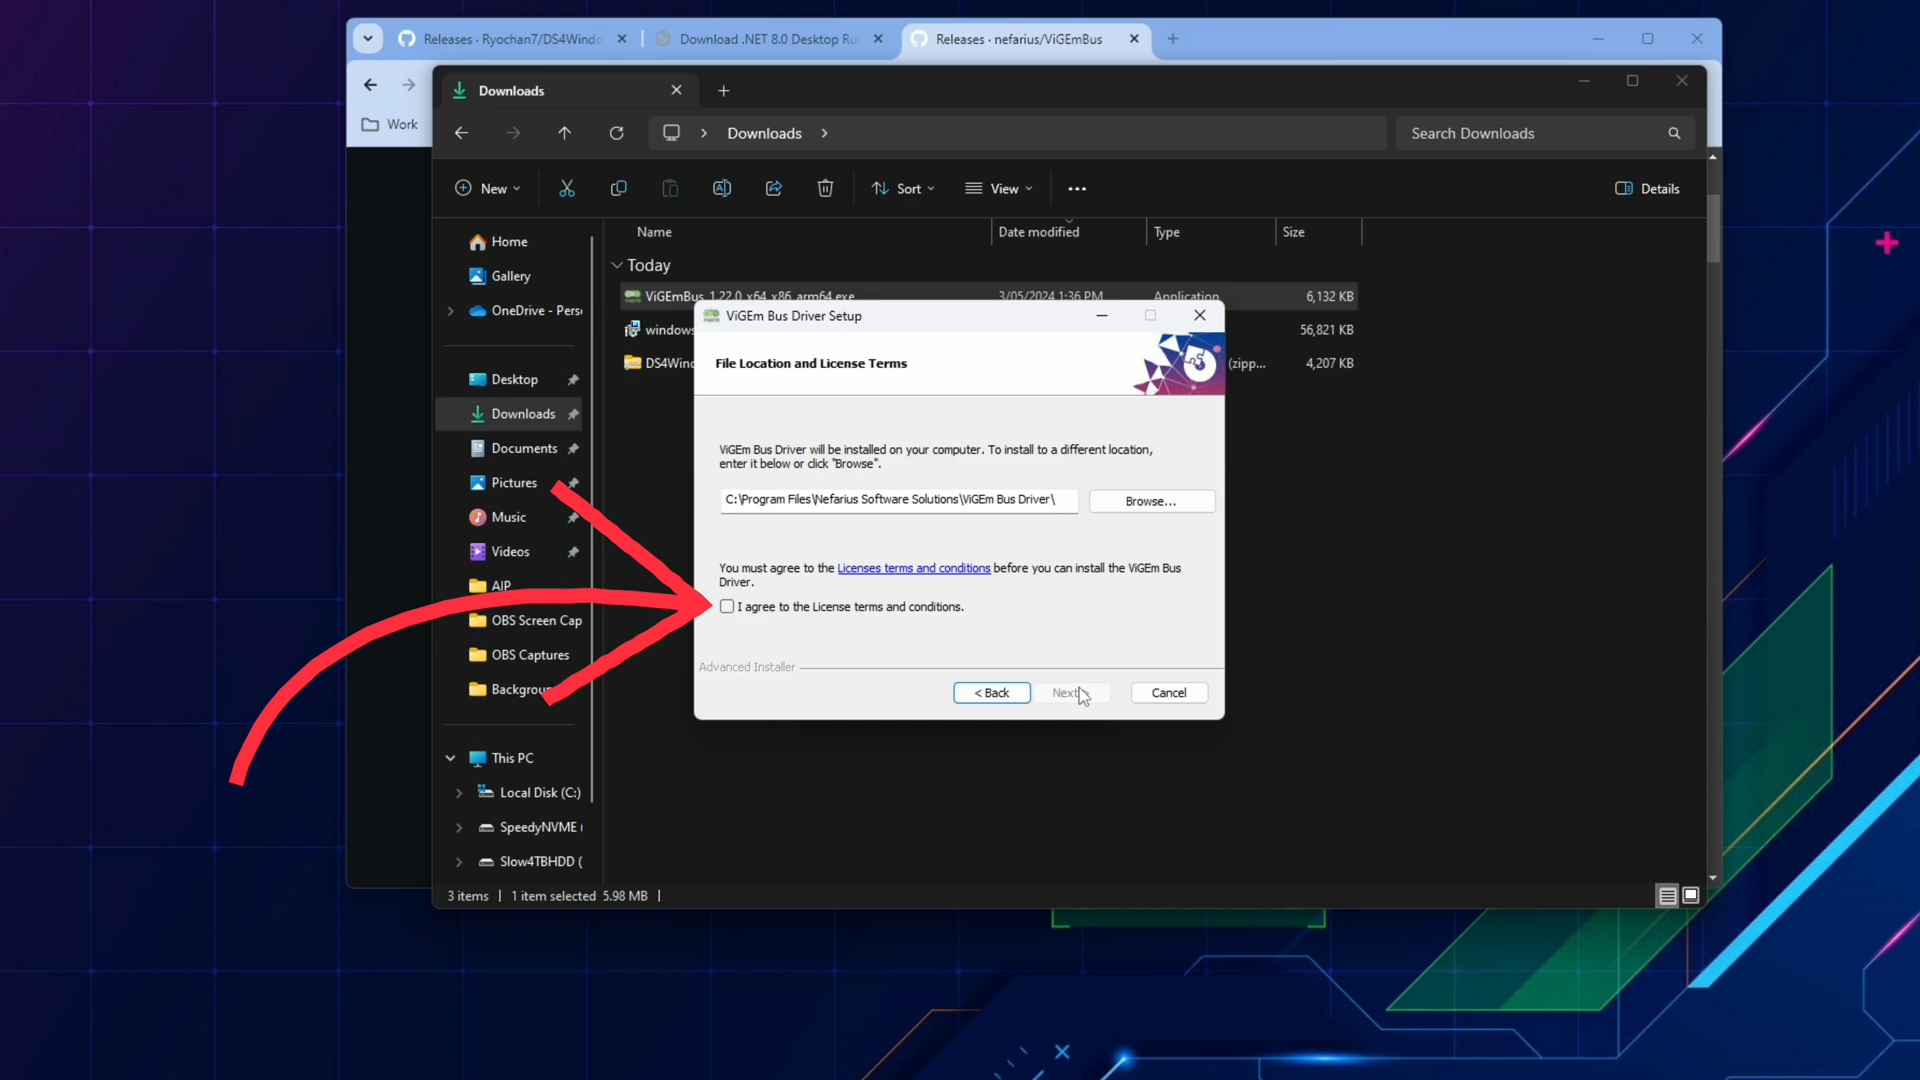 Releases · Ryochan7/DS4Windo
Download .NET 8.0 Desktop Ru
Releases · nefarius/ViGEmBus
Work
Downloads
Downloads
Search Downloads
New
Sort
View
Details
Name
Date modified
Type
Size
Home
Gallery
OneDrive - Pers
Desktop
Downloads
Documents
Pictures
Music
Videos
AIP
OBS Screen Cap
OBS Captures
Backgroun
This PC
Local Disk (C:)
SpeedyNVME (
Slow4TBHDD (
Today
ViGEmBus_1.22.0_x64_x86_arm64.exe 3/05/2024 1:36 PM Application 6,132 KB
windows 56,821 KB
DS4Wind (zipp... 4,207 KB
ViGEm Bus Driver Setup
File Location and License Terms
ViGEm Bus Driver will be installed on your computer. To install to a different location,
enter it below or click "Browse".
C:\Program Files\Nefarius Software Solutions\ViGEm Bus Driver\
Browse...
You must agree to the Licenses terms and conditions before you can install the ViGEm Bus
Driver.
I agree to the License terms and conditions.
Advanced Installer
< Back
Next
Cancel
3 items
1 item selected 5.98 MB